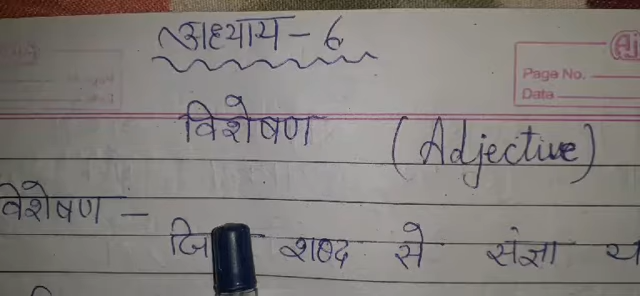 अध्याय - 6
Page No.
Date
विशेषण (Adjective)
विशेषण -
शब्द से संज्ञा